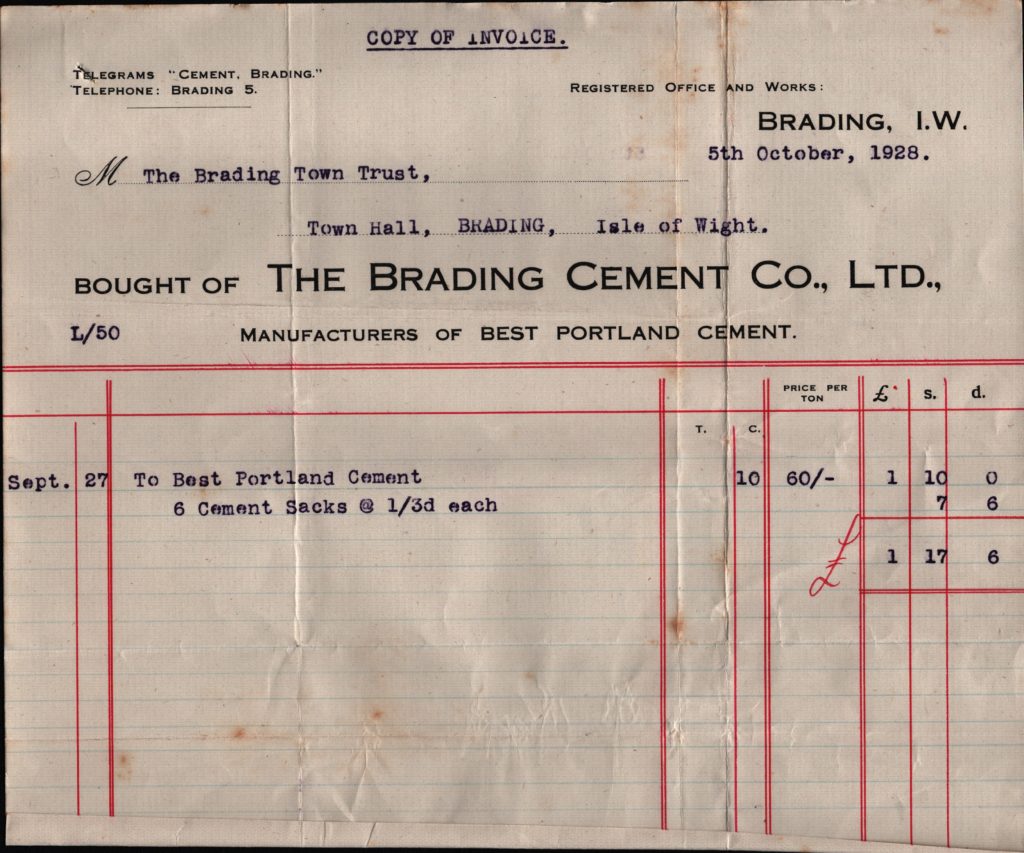 COPY OF INVOICE.
TELEGRAMS "CEMENT, BRADING."
TELEPHONE: BRADING 5.
REGISTERED OFFICE AND WORKS:
BRADING, I.W.
5th October, 1928.
M The Brading Town Trust,
Town Hall, BRADING, Isle of Wight.
BOUGHT OF THE BRADING CEMENT CO., LTD.,
L/50 MANUFACTURERS OF BEST PORTLAND CEMENT.
PRICE PER TON £ s. d.
T. C.
Sept. 27 To Best Portland Cement 10 60/- 1 10 0
6 Cement Sacks @ 1/3d each 7 6
£ 1 17 6